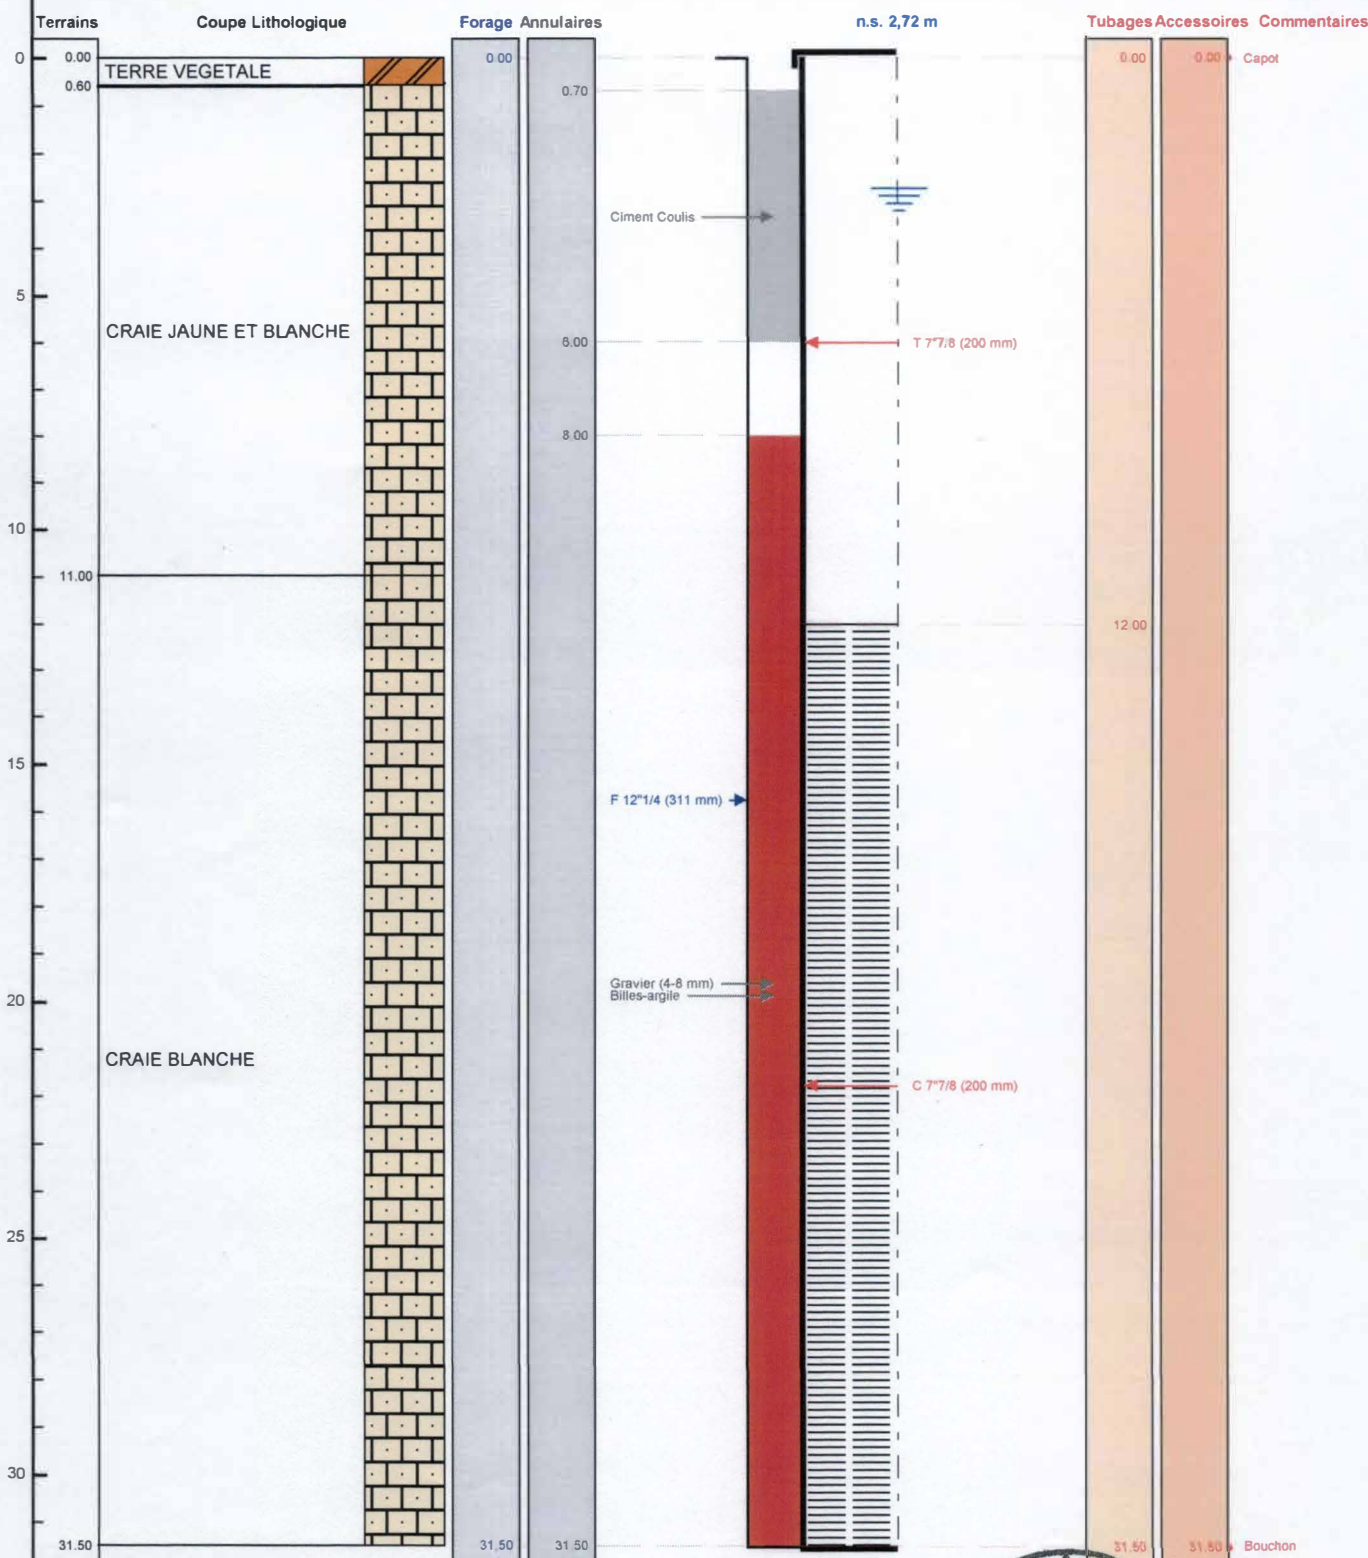 Terrains Coupe Lithologique Forage Annulaires n.s. 2,72 m Tubages Accessoires Commentaires
0 0.00 0.00 0.00 0.00 Capot
TERRE VEGETALE
0.60 0.70
Ciment Coulis
5
CRAIE JAUNE ET BLANCHE
6.00 T 7"7/8 (200 mm)
8.00
10
11.00
12.00
15
F 12"1/4 (311 mm)
Gravier (4-8 mm)
20 Billes-argile
CRAIE BLANCHE
C 7"7/8 (200 mm)
25
30
31.50 31.50 31.50 31.50 31.50 Bouchon